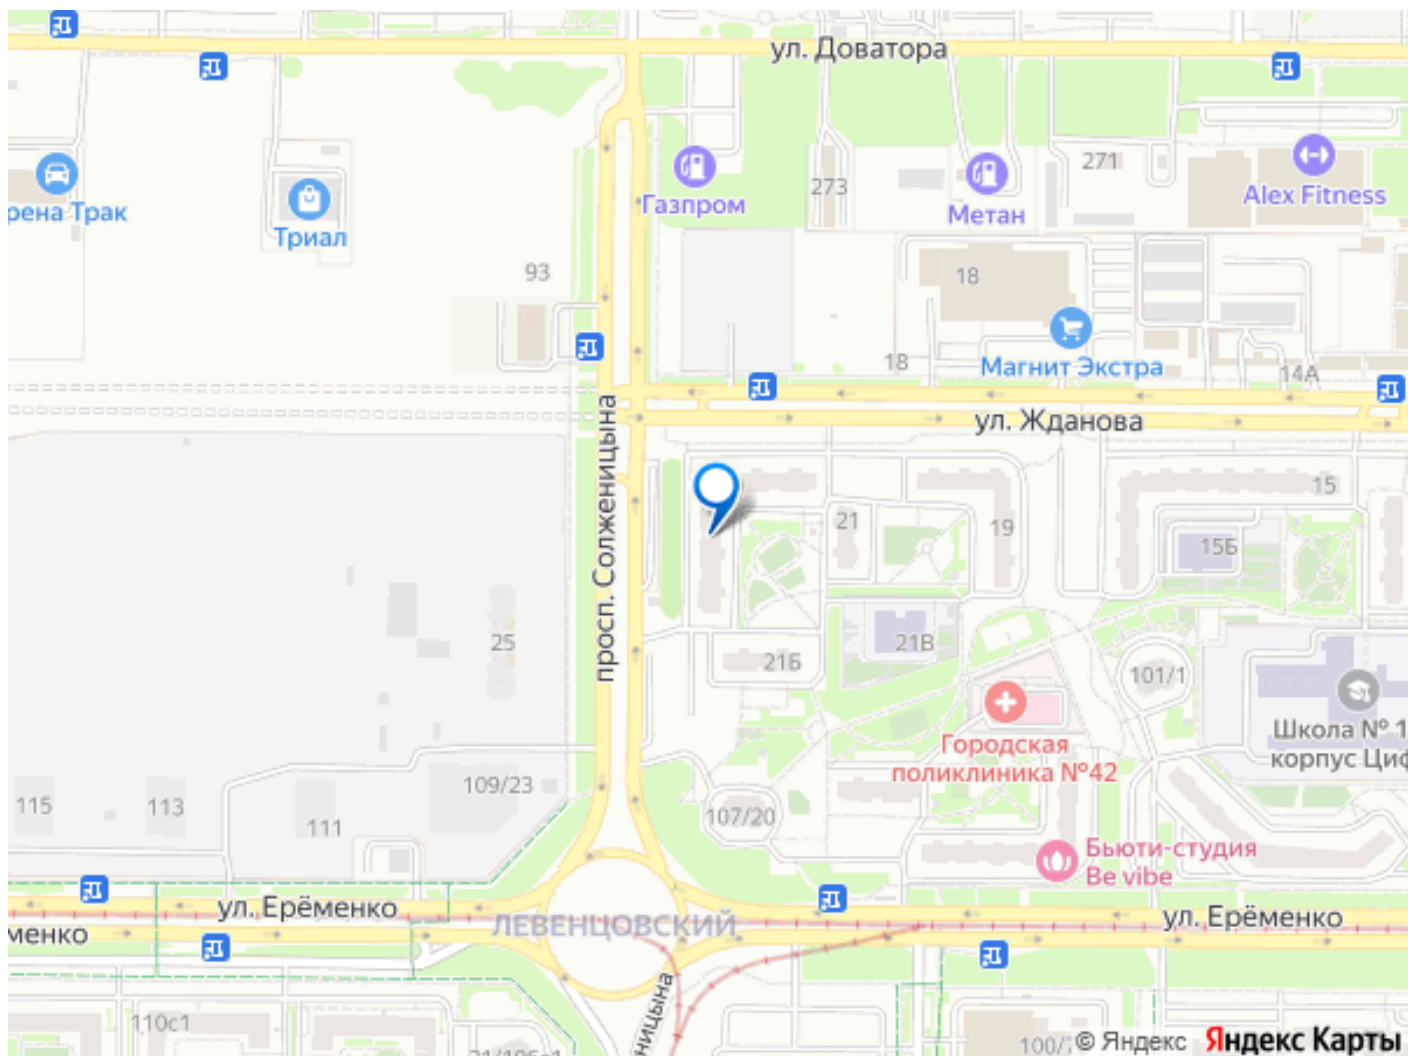 ул. Доватора
273
271
Alex Fitness
рена Трак
Газпром
Метан
Триал
93
18
Магнит Экстра
18
14А
ул. Жданова
просп. Солженицына
15
21
19
15Б
25
21В
21Б
101/1
Школа № 1
корпус Циф
Городская
поликлиника №42
109/23
115
113
111
107/20
Бьюти-студия
Be vibe
ул. Ерёменко
менко
ЛЕВЕНЦОВСКИЙ
ул. Ерёменко
ницына
110с1
100/
© Яндекс
Яндекс Карты